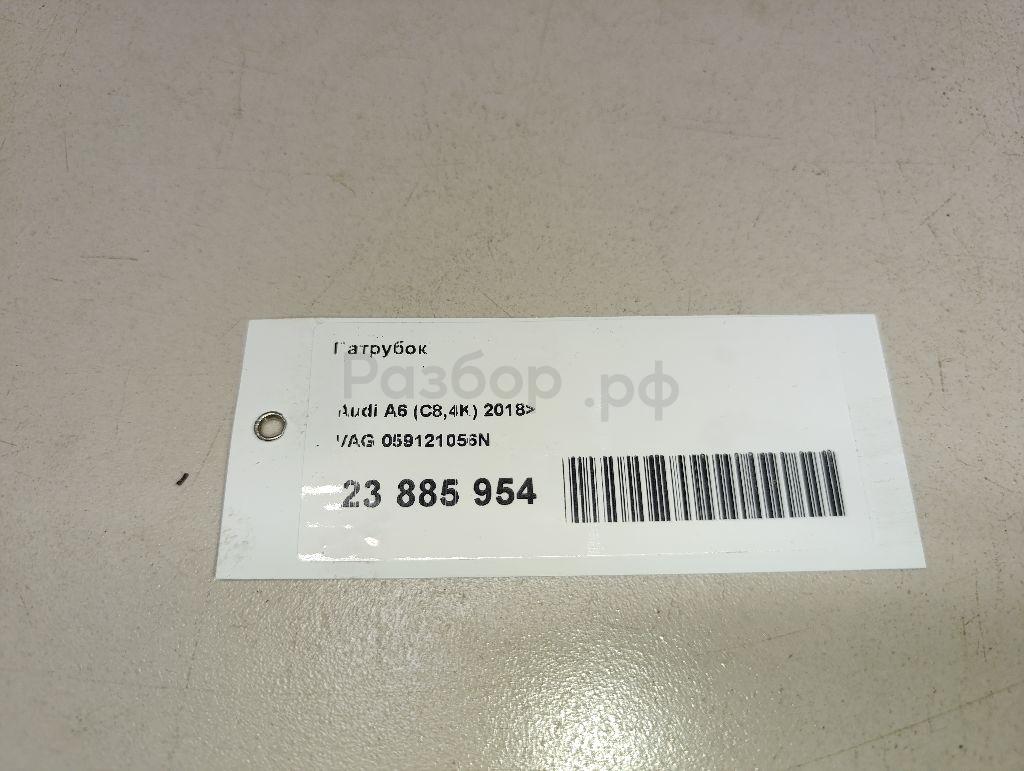 Патрубок
Разбор.рф
Audi A6 (C8,4K) 2018>
VAG 059121056N
23 885 954